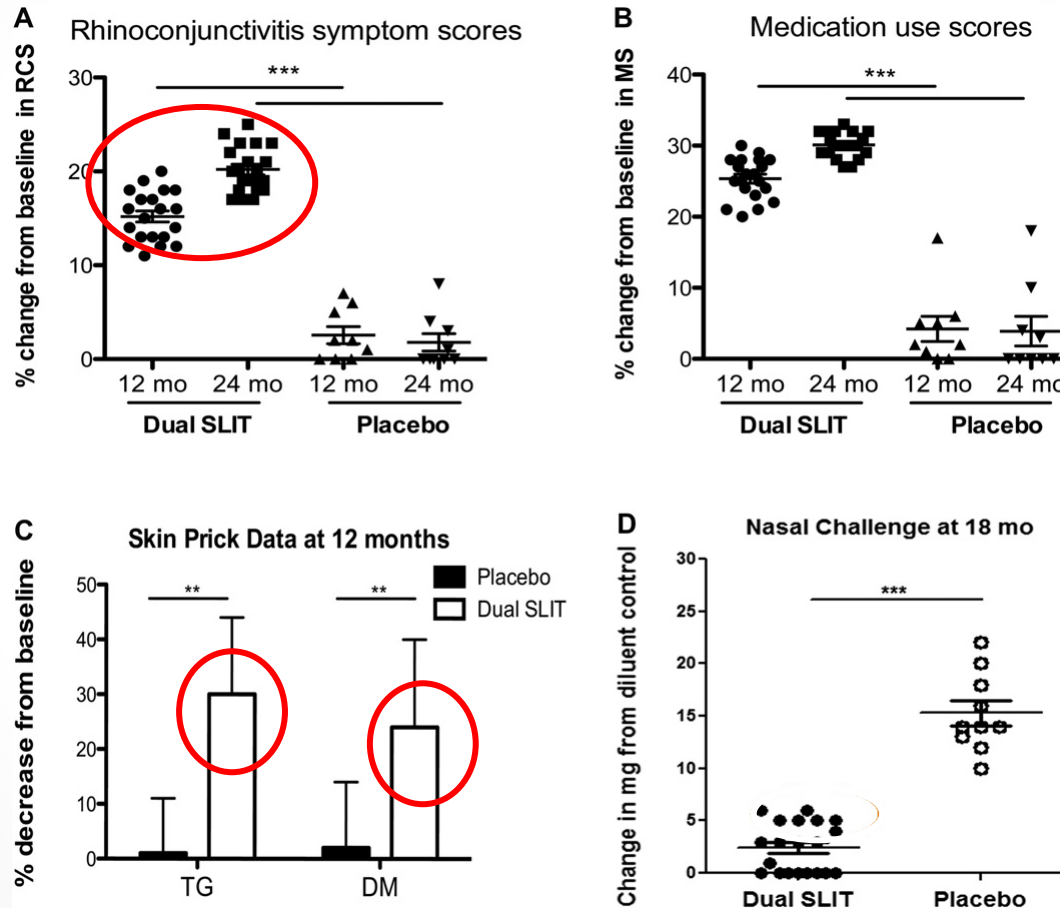 A
Rhinoconjunctivitis symptom scores
% change from baseline in RCS
30
20
10
0
***
12 mo 24 mo 12 mo 24 mo
Dual SLIT Placebo
B
Medication use scores
% change from baseline in MS
40
30
20
10
0
***
12 mo 24 mo 12 mo 24 mo
Dual SLIT Placebo
C
Skin Prick Data at 12 months
% decrease from baseline
50
40
30
20
10
0
** **
Placebo
Dual SLIT
TG DM
D
Nasal Challenge at 18 mo
Change in mg from diluent control
30
25
20
15
10
5
0
***
Dual SLIT Placebo